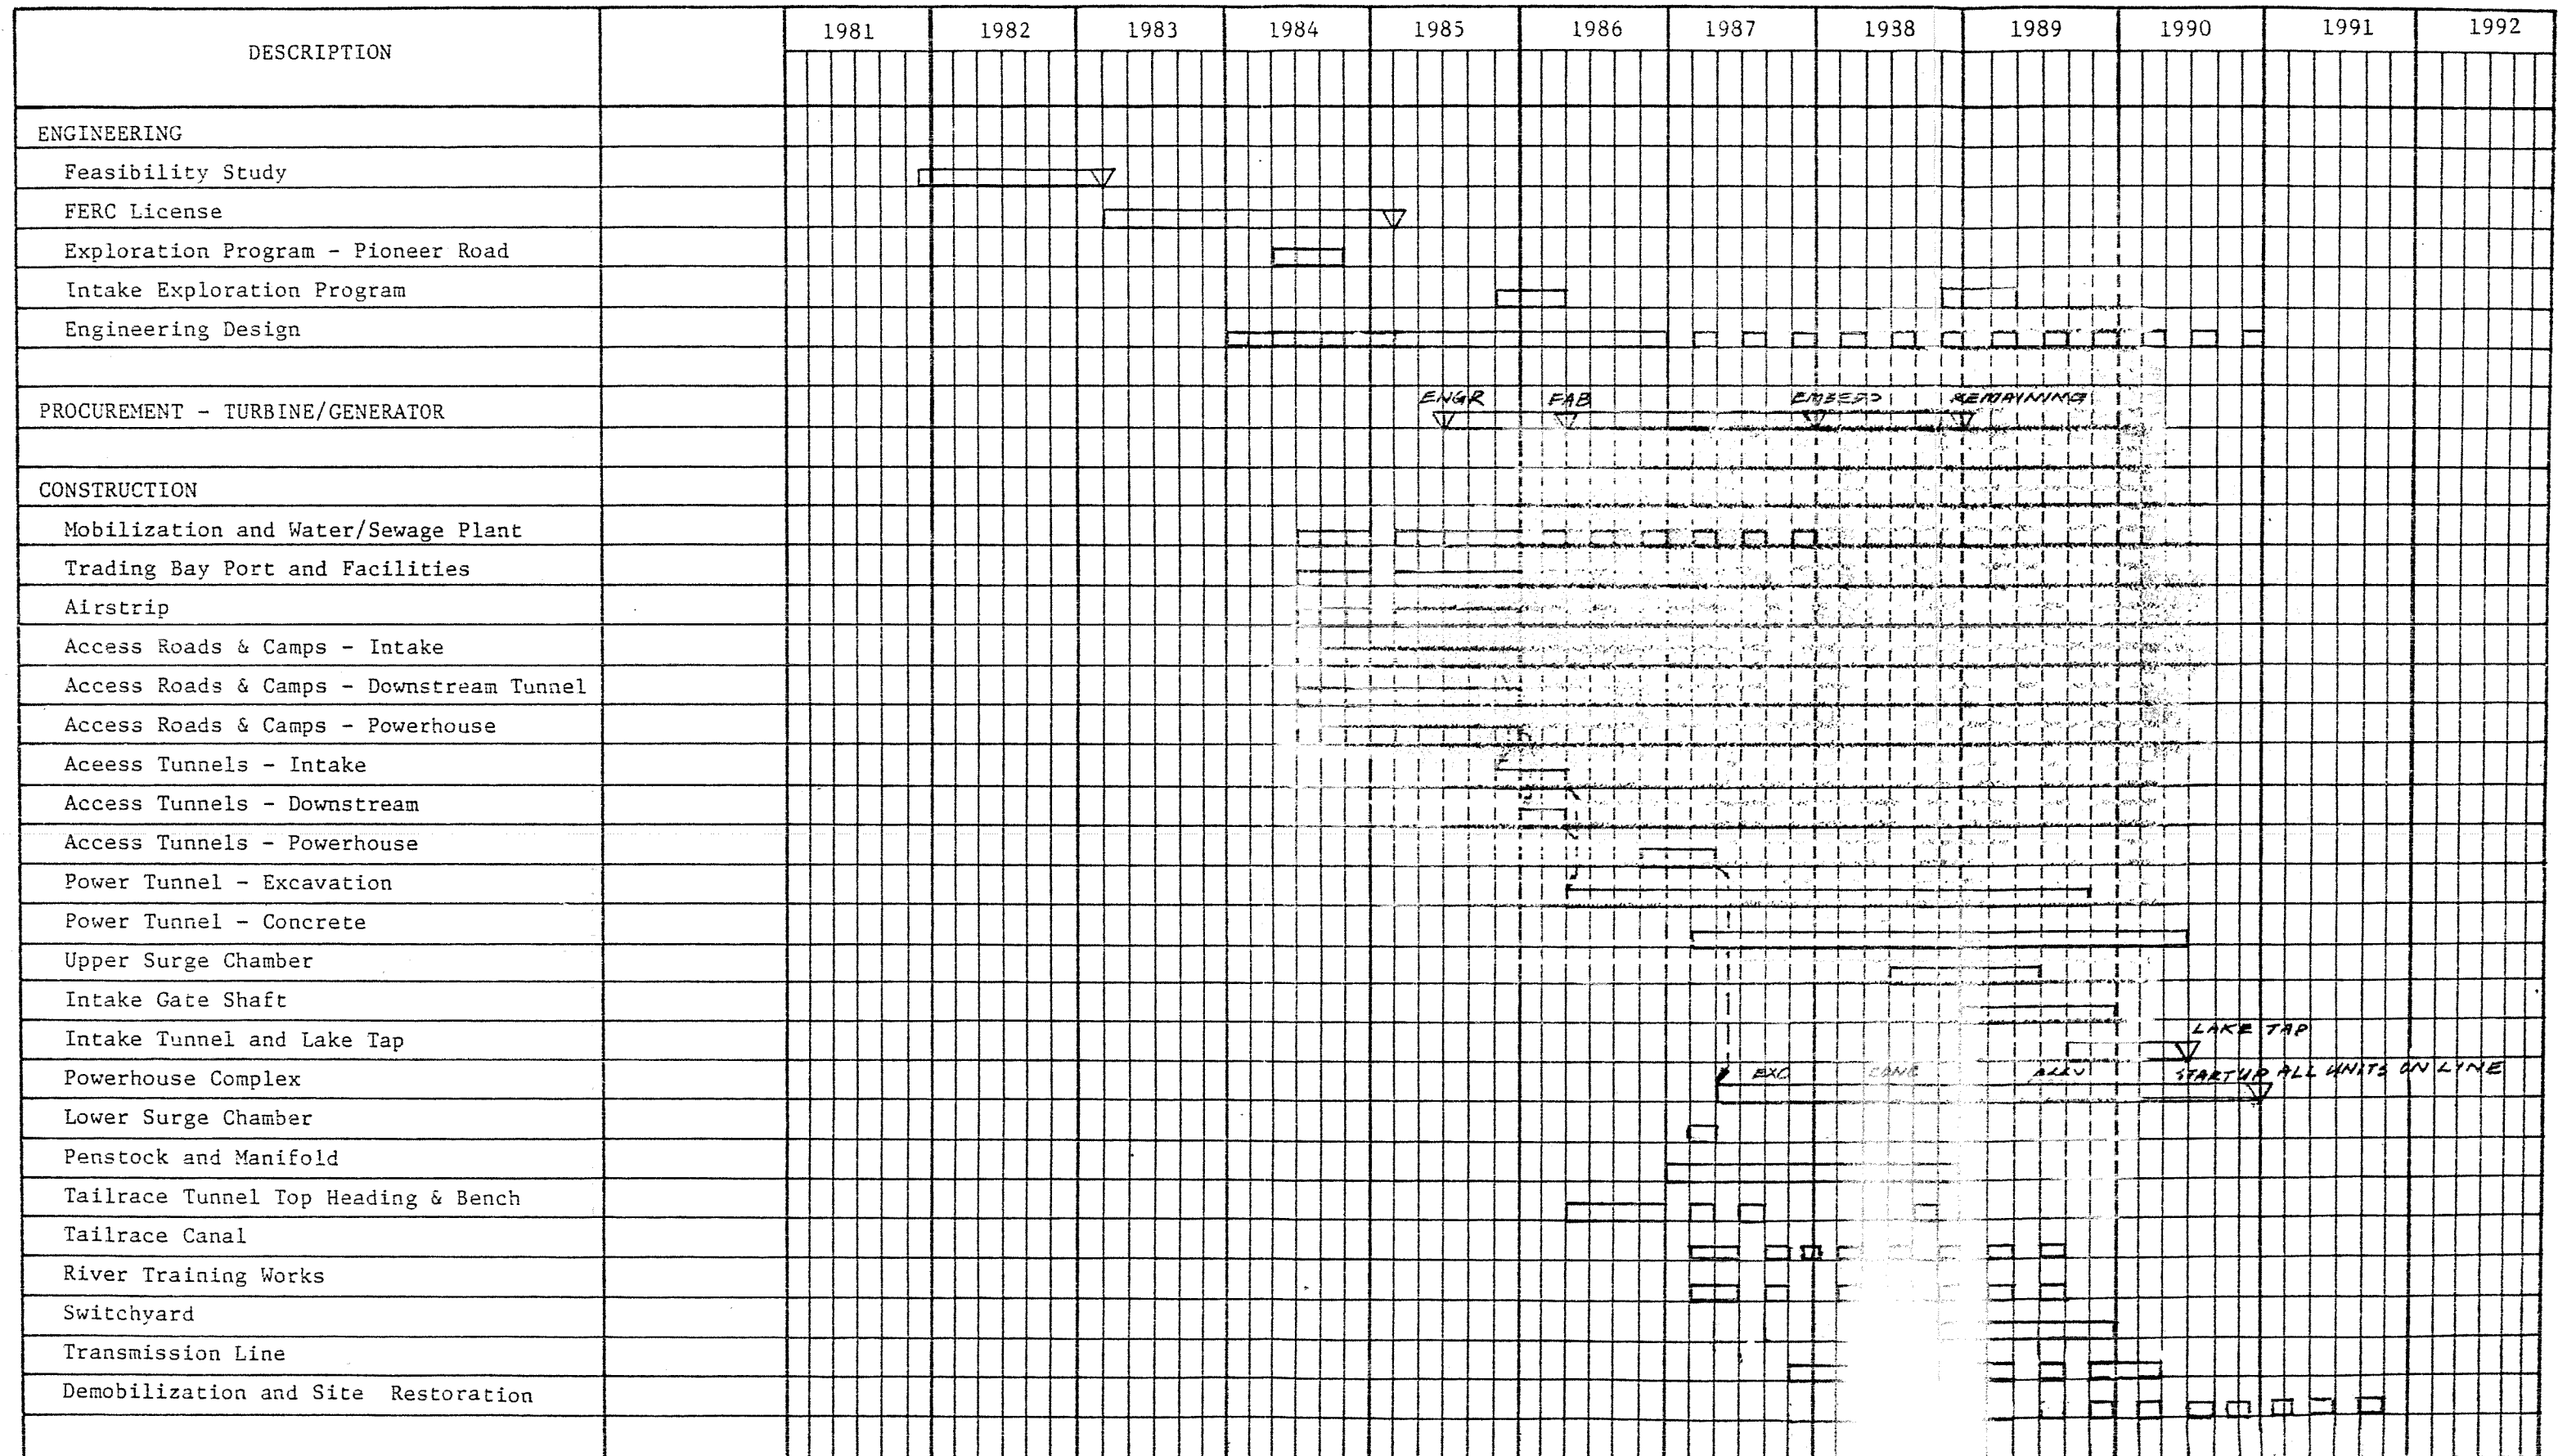 DESCRIPTION 1981 1982 1983 1984 1985 1986 1987 1938 1989 1990 1991 1992
ENGINEERING
Feasibility Study
FERC License
Exploration Program - Pioneer Road
Intake Exploration Program
Engineering Design
ENGR FAB EMBEDS REMAINING
PROCUREMENT - TURBINE/GENERATOR
CONSTRUCTION
Mobilization and Water/Sewage Plant
Trading Bay Port and Facilities
Airstrip
Access Roads & Camps - Intake
Access Roads & Camps - Downstream Tunnel
Access Roads & Camps - Powerhouse
Aceess Tunnels - Intake
Access Tunnels - Downstream
Access Tunnels - Powerhouse
Power Tunnel - Excavation
Power Tunnel - Concrete
Upper Surge Chamber
Intake Gate Shaft
LAKE TAP
Intake Tunnel and Lake Tap
Powerhouse Complex EXC CONC STARTUP ALL UNITS ON LINE
Lower Surge Chamber
Penstock and Manifold
Tailrace Tunnel Top Heading & Bench
Tailrace Canal
River Training Works
Switchyard
Transmission Line
Demobilization and Site Restoration